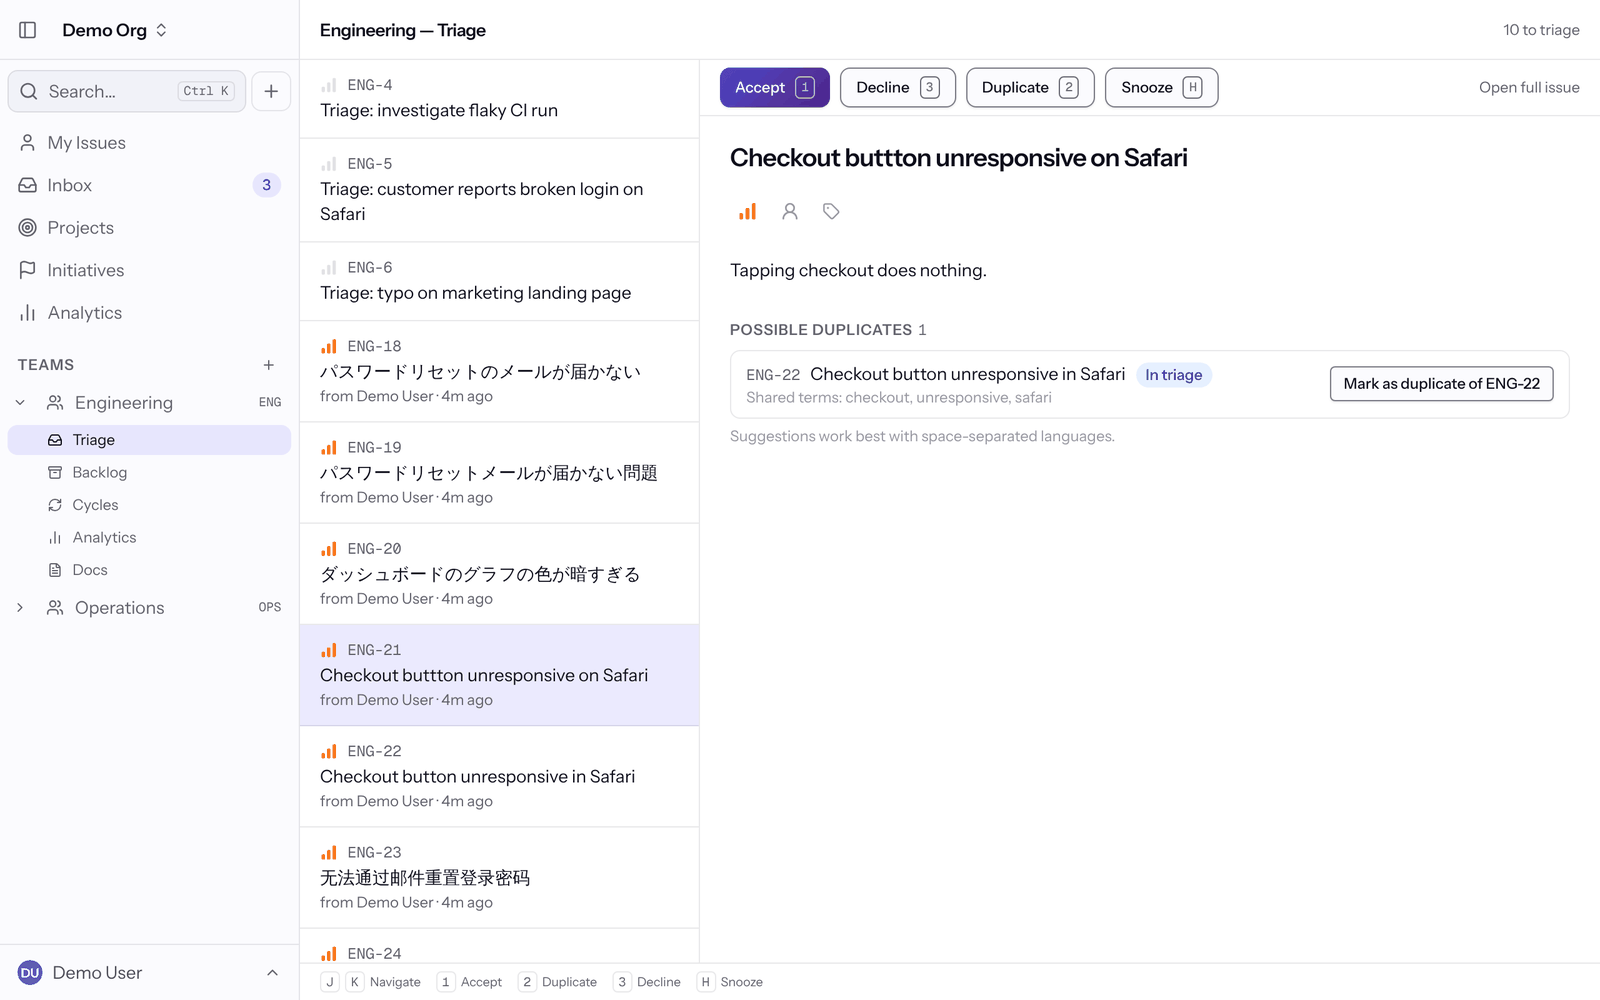 Demo Org
Search...
Ctrl K
My Issues
Inbox
3
Projects
Initiatives
Analytics
TEAMS
Engineering
ENG
Triage
Backlog
Cycles
Analytics
Docs
Operations
OPS
DU
Demo User
Engineering — Triage
10 to triage
ENG-4
Triage: investigate flaky CI run
ENG-5
Triage: customer reports broken login on
Safari
ENG-6
Triage: typo on marketing landing page
ENG-18
パスワードリセットのメールが届かない
from Demo User · 4m ago
ENG-19
パスワードリセットメールが届かない問題
from Demo User · 4m ago
ENG-20
ダッシュボードのグラフの色が暗すぎる
from Demo User · 4m ago
ENG-21
Checkout buttton unresponsive on Safari
from Demo User · 4m ago
ENG-22
Checkout button unresponsive in Safari
from Demo User · 4m ago
ENG-23
无法通过邮件重置登录密码
from Demo User · 4m ago
ENG-24
Accept 1
Decline 3
Duplicate 2
Snooze H
Open full issue
Checkout buttton unresponsive on Safari
Tapping checkout does nothing.
POSSIBLE DUPLICATES 1
ENG-22 Checkout button unresponsive in Safari In triage
Shared terms: checkout, unresponsive, safari
Mark as duplicate of ENG-22
Suggestions work best with space-separated languages.
J K Navigate 1 Accept 2 Duplicate 3 Decline H Snooze